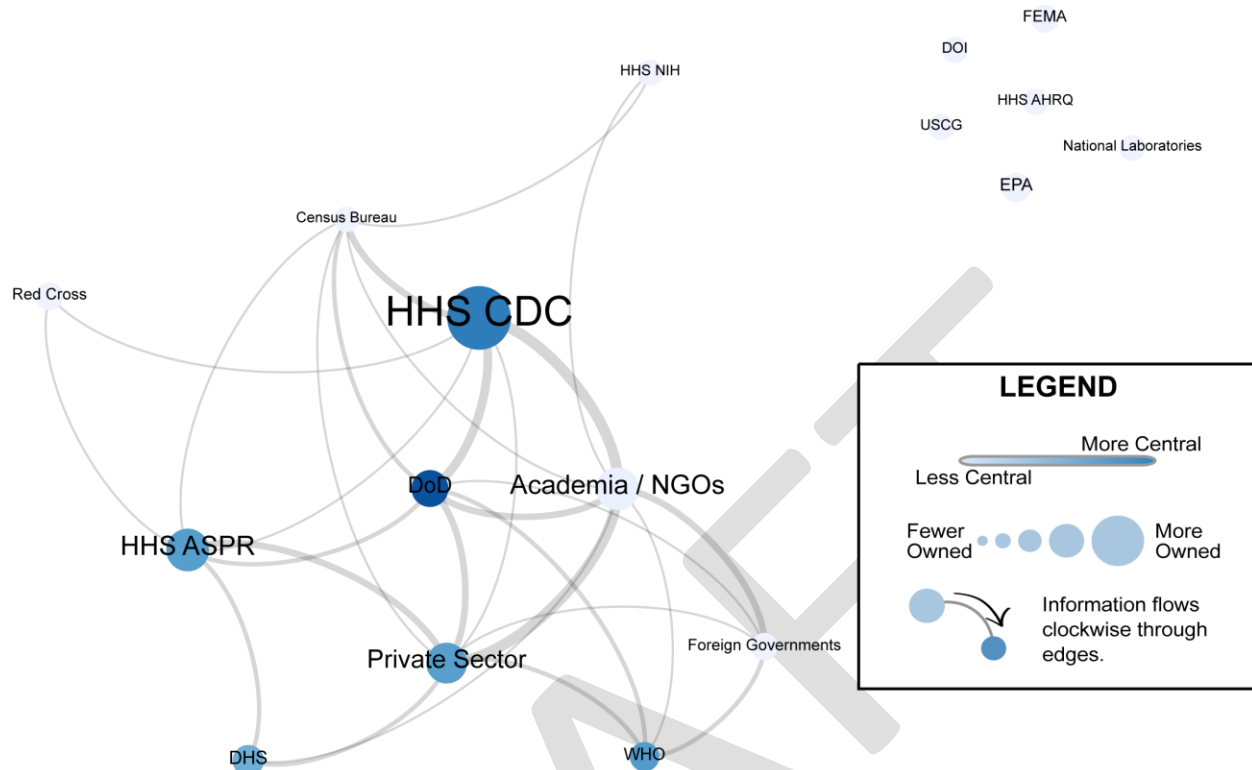 FEMA
DOI
HHS NIH
HHS AHRQ
USCG
National Laboratories
EPA
Census Bureau
Red Cross
HHS CDC
DoD
Academia / NGOs
HHS ASPR
Private Sector
Foreign Governments
DHS
WHO
LEGEND
More Central
Less Central
Fewer
Owned
More
Owned
Information flows
clockwise through
edges.